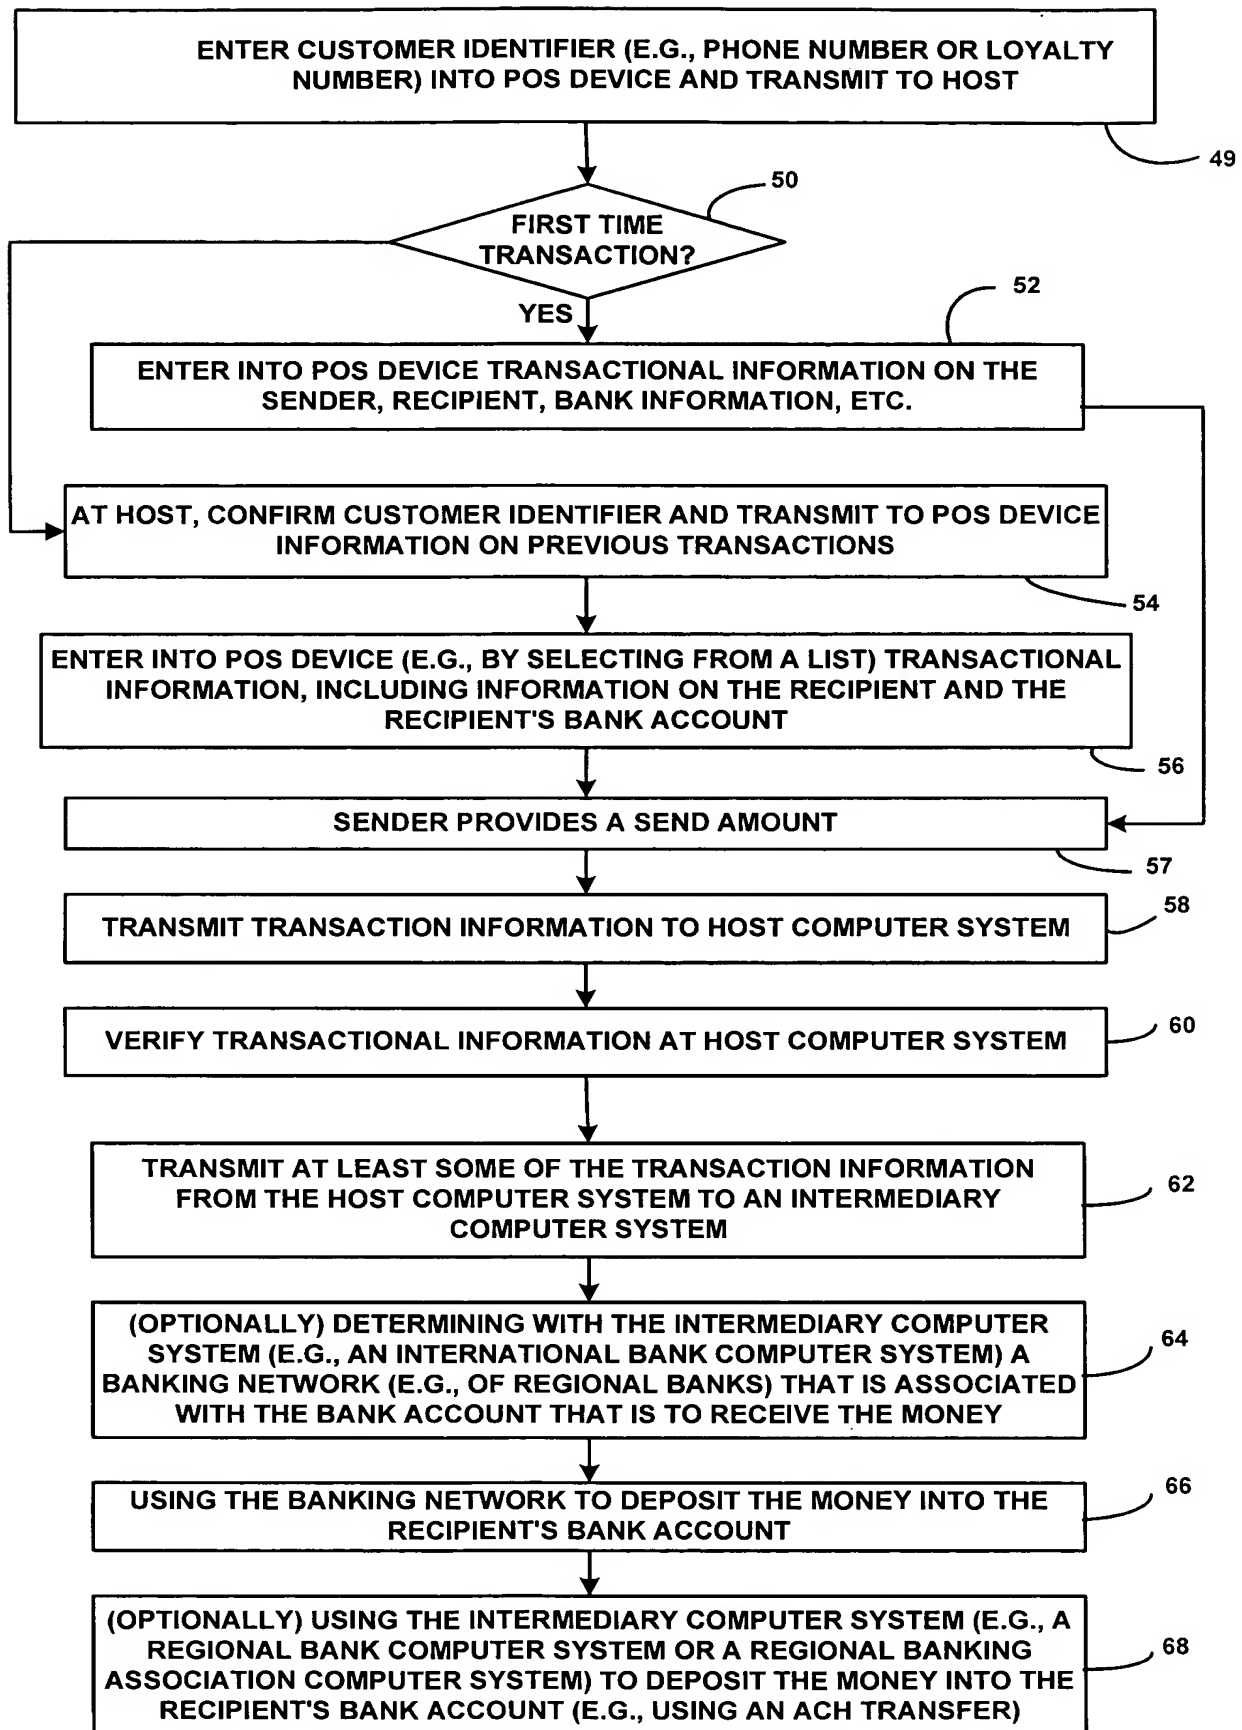 ENTER CUSTOMER IDENTIFIER (E.G., PHONE NUMBER OR LOYALTY
NUMBER) INTO POS DEVICE AND TRANSMIT TO HOST
49
50
FIRST TIME
TRANSACTION?
YES
52
ENTER INTO POS DEVICE TRANSACTIONAL INFORMATION ON THE
SENDER, RECIPIENT, BANK INFORMATION, ETC.
AT HOST, CONFIRM CUSTOMER IDENTIFIER AND TRANSMIT TO POS DEVICE
INFORMATION ON PREVIOUS TRANSACTIONS
54
ENTER INTO POS DEVICE (E.G., BY SELECTING FROM A LIST) TRANSACTIONAL
INFORMATION, INCLUDING INFORMATION ON THE RECIPIENT AND THE
RECIPIENT'S BANK ACCOUNT
56
SENDER PROVIDES A SEND AMOUNT
57
TRANSMIT TRANSACTION INFORMATION TO HOST COMPUTER SYSTEM
58
VERIFY TRANSACTIONAL INFORMATION AT HOST COMPUTER SYSTEM
60
TRANSMIT AT LEAST SOME OF THE TRANSACTION INFORMATION
FROM THE HOST COMPUTER SYSTEM TO AN INTERMEDIARY
COMPUTER SYSTEM
62
(OPTIONALLY) DETERMINING WITH THE INTERMEDIARY COMPUTER
SYSTEM (E.G., AN INTERNATIONAL BANK COMPUTER SYSTEM) A
BANKING NETWORK (E.G., OF REGIONAL BANKS) THAT IS ASSOCIATED
WITH THE BANK ACCOUNT THAT IS TO RECEIVE THE MONEY
64
USING THE BANKING NETWORK TO DEPOSIT THE MONEY INTO THE
RECIPIENT'S BANK ACCOUNT
66
(OPTIONALLY) USING THE INTERMEDIARY COMPUTER SYSTEM (E.G., A
REGIONAL BANK COMPUTER SYSTEM OR A REGIONAL BANKING
ASSOCIATION COMPUTER SYSTEM) TO DEPOSIT THE MONEY INTO THE
RECIPIENT'S BANK ACCOUNT (E.G., USING AN ACH TRANSFER)
68